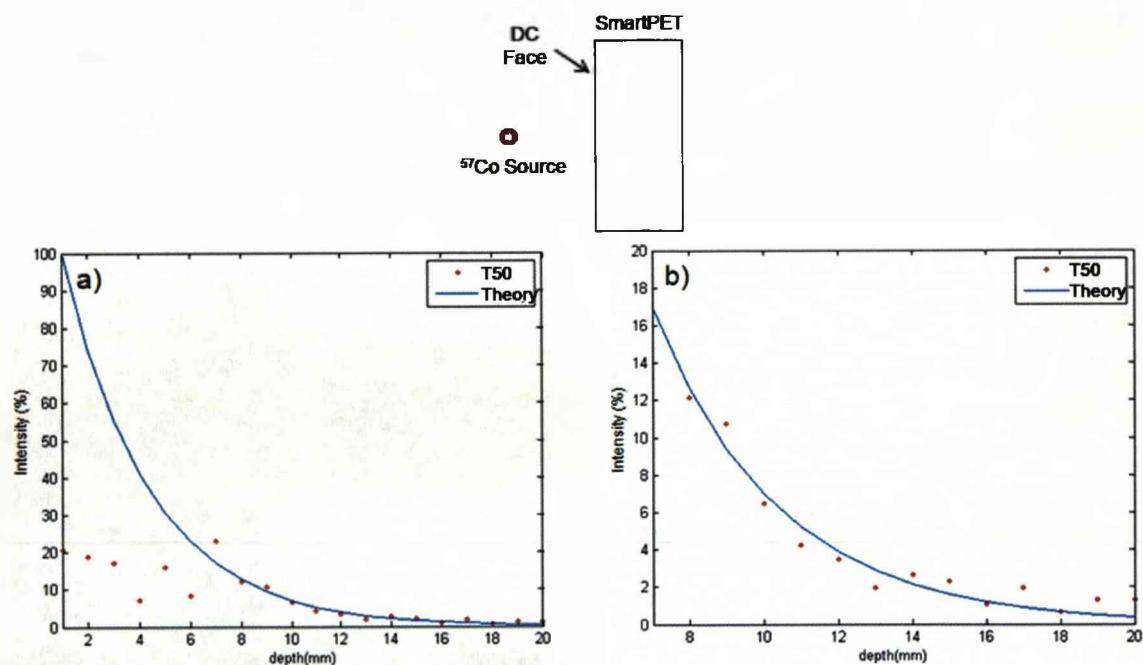 SmartPET
DC
Face
⁵⁷Co Source
a)
T50
Theory
100
90
80
70
60
50
40
30
20
10
0
Intensity (%)
2
4
6
8
10
12
14
16
18
20
depth(mm)
b)
T50
Theory
20
18
16
14
12
10
8
6
4
2
0
Intensity (%)
8
10
12
14
16
18
20
depth(mm)